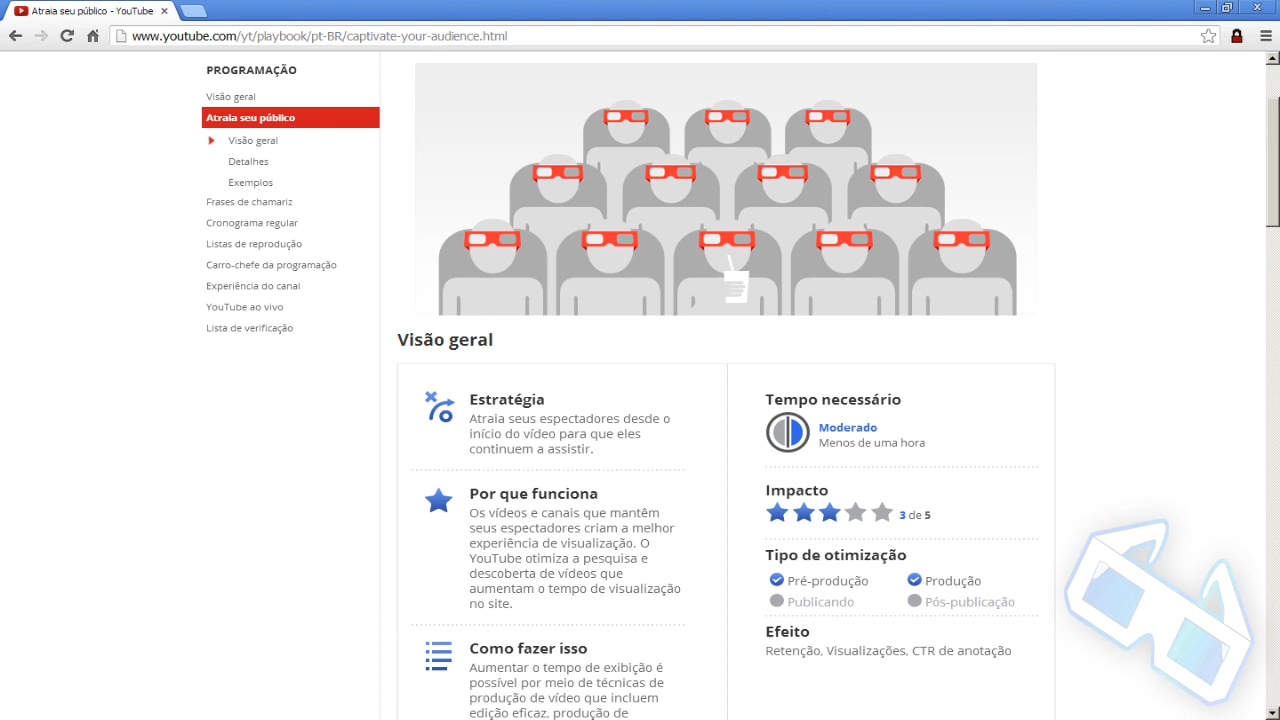 Atraia seu público - YouTube
www.youtube.com/yt/playbook/pt-BR/captivate-your-audience.html
PROGRAMAÇÃO
Visão geral
Atraia seu público
Visão geral
Detalhes
Exemplos
Frases de chamariz
Cronograma regular
Listas de reprodução
Carro-chefe da programação
Experiência do canal
YouTube ao vivo
Lista de verificação
Visão geral
Estratégia
Atraia seus espectadores desde o
início do vídeo para que eles
continuem a assistir.
Por que funciona
Os vídeos e canais que mantêm
seus espectadores criam a melhor
experiência de visualização. O
YouTube otimiza a pesquisa e
descoberta de vídeos que
aumentam o tempo de visualização
no site.
Como fazer isso
Aumentar o tempo de exibição é
possível por meio de técnicas de
produção de vídeo que incluem
edição eficaz, produção de
Tempo necessário
Moderado
Menos de uma hora
Impacto
3 de 5
Tipo de otimização
Pré-produção Produção
Publicando Pós-publicação
Efeito
Retenção, Visualizações, CTR de anotação